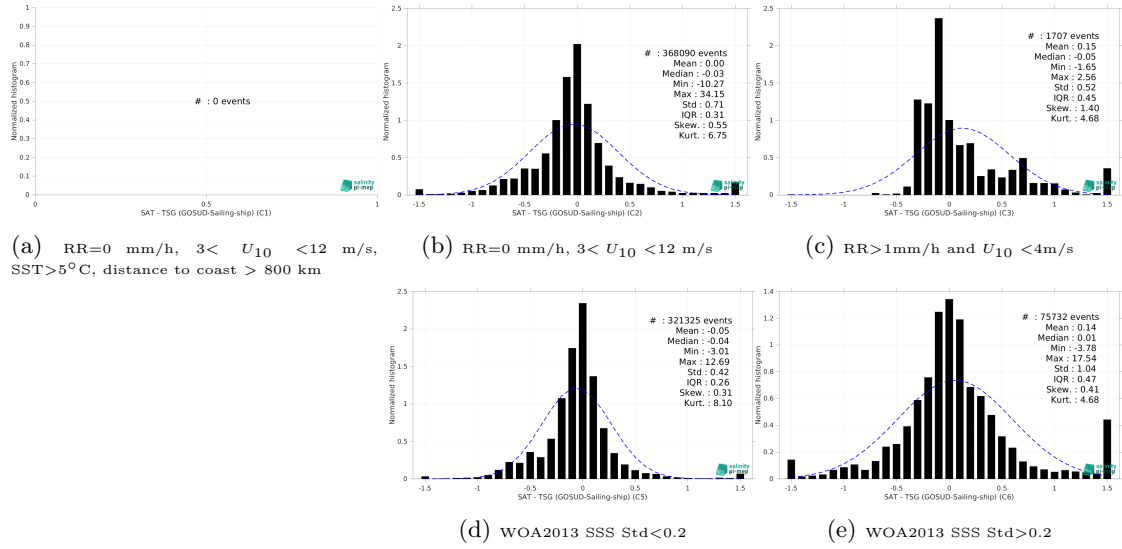 1
0.9
0.8
0.7
0.6
0.5
0.4
0.3
0.2
0.1
0
Normalized histogram
# : 0 events
salinity
pi-mep
0 0.5 1
SAT - TSG (GOSUD-Sailing-ship) (C1)
(a) RR=0 mm/h, 3< U10 <12 m/s,
SST>5°C, distance to coast > 800 km
2.5
2
1.5
1
0.5
0
Normalized histogram
# : 368090 events
Mean : 0.00
Median : -0.03
Min : -10.27
Max : 34.15
Std : 0.71
IQR : 0.31
Skew. : 0.55
Kurt. : 6.75
salinity
pi-mep
-1.5 -1 -0.5 0 0.5 1 1.5
SAT - TSG (GOSUD-Sailing-ship) (C2)
(b) RR=0 mm/h, 3< U10 <12 m/s
2.5
2
1.5
1
0.5
0
Normalized histogram
# : 1707 events
Mean : 0.15
Median : -0.05
Min : -1.65
Max : 2.56
Std : 0.52
IQR : 0.45
Skew. : 1.40
Kurt. : 4.68
salinity
pi-mep
-1.5 -1 -0.5 0 0.5 1 1.5
SAT - TSG (GOSUD-Sailing-ship) (C3)
(c) RR>1mm/h and U10 <4m/s
2.5
2
1.5
1
0.5
0
Normalized histogram
# : 321325 events
Mean : -0.05
Median : -0.04
Min : -3.01
Max : 12.69
Std : 0.42
IQR : 0.26
Skew. : 0.31
Kurt. : 8.10
salinity
pi-mep
-1.5 -1 -0.5 0 0.5 1 1.5
SAT - TSG (GOSUD-Sailing-ship) (C5)
(d) WOA2013 SSS Std<0.2
1.4
1.2
1
0.8
0.6
0.4
0.2
0
Normalized histogram
# : 75732 events
Mean : 0.14
Median : 0.01
Min : -3.78
Max : 17.54
Std : 1.04
IQR : 0.47
Skew. : 0.41
Kurt. : 4.68
salinity
pi-mep
-1.5 -1 -0.5 0 0.5 1 1.5
SAT - TSG (GOSUD-Sailing-ship) (C6)
(e) WOA2013 SSS Std>0.2